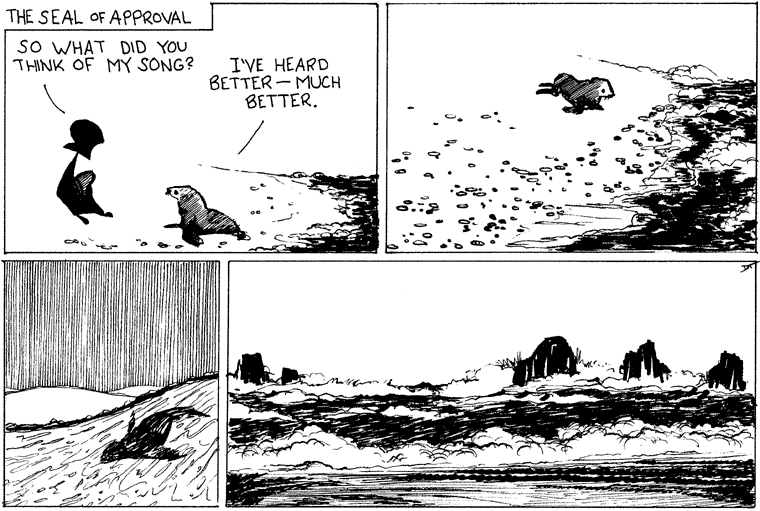 THE SEAL OF APPROVAL
SO WHAT DID YOU
THINK OF MY SONG?
I'VE HEARD
BETTER — MUCH
BETTER.